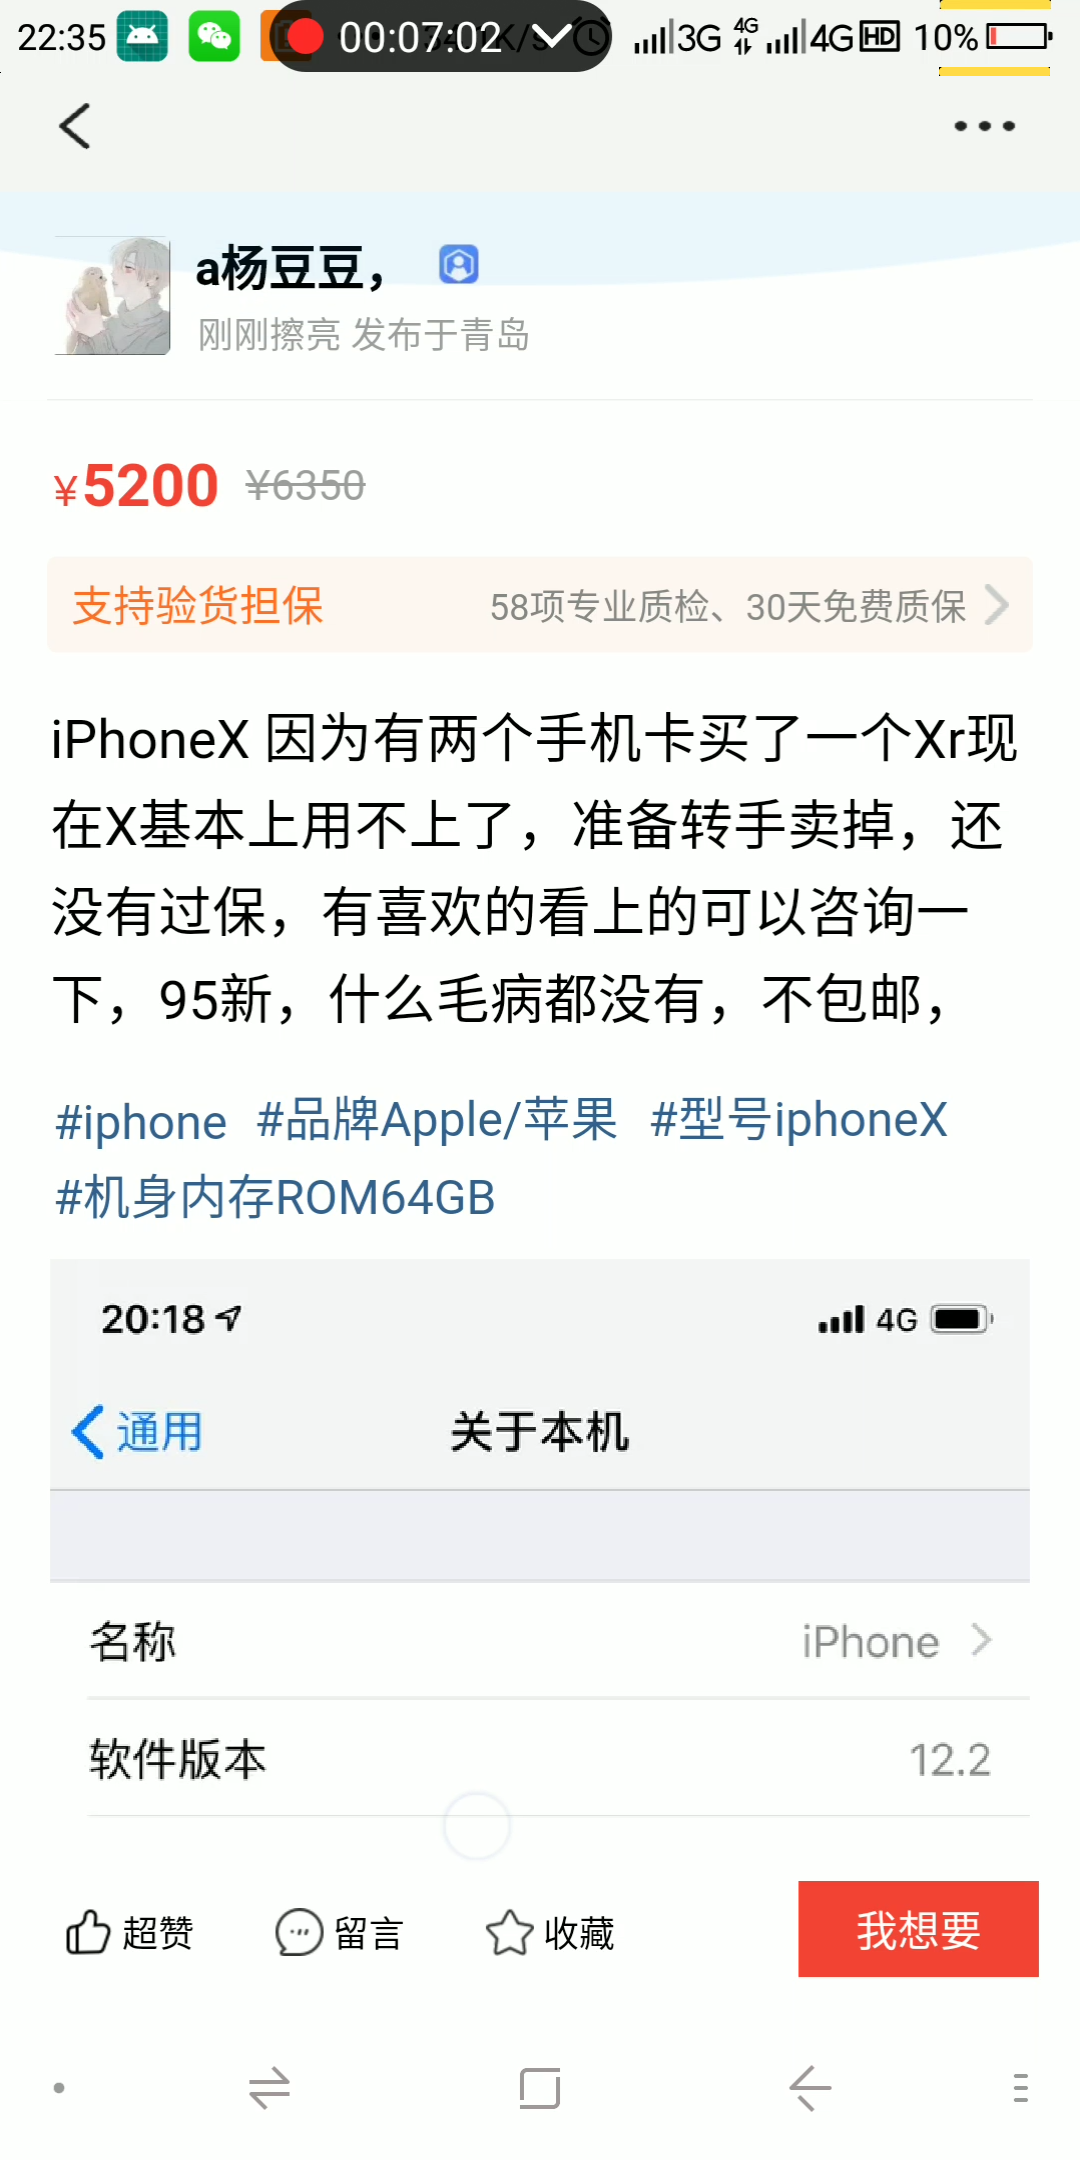 22:35 00:07:02 3G 4G 4G HD 10%
a杨豆豆，
刚刚擦亮 发布于青岛
¥5200 ¥6350
支持验货担保 58项专业质检、30天免费质保
iPhoneX 因为有两个手机卡买了一个Xr现
在X基本上用不上了，准备转手卖掉，还
没有过保，有喜欢的看上的可以咨询一
下，95新，什么毛病都没有，不包邮，
#iphone #品牌Apple/苹果 #型号iphoneX
#机身内存ROM64GB
20:18 4G
通用 关于本机
名称 iPhone
软件版本 12.2
超赞 留言 收藏 我想要